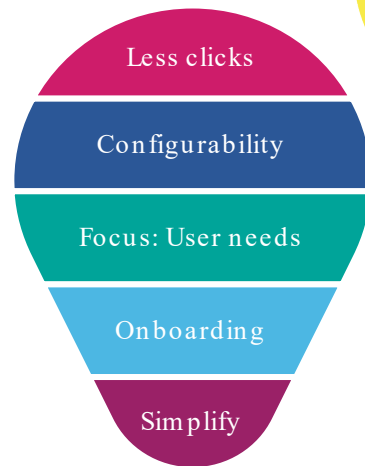 Less clicks
Configurability
Focus: User needs
Onboarding
Simplify